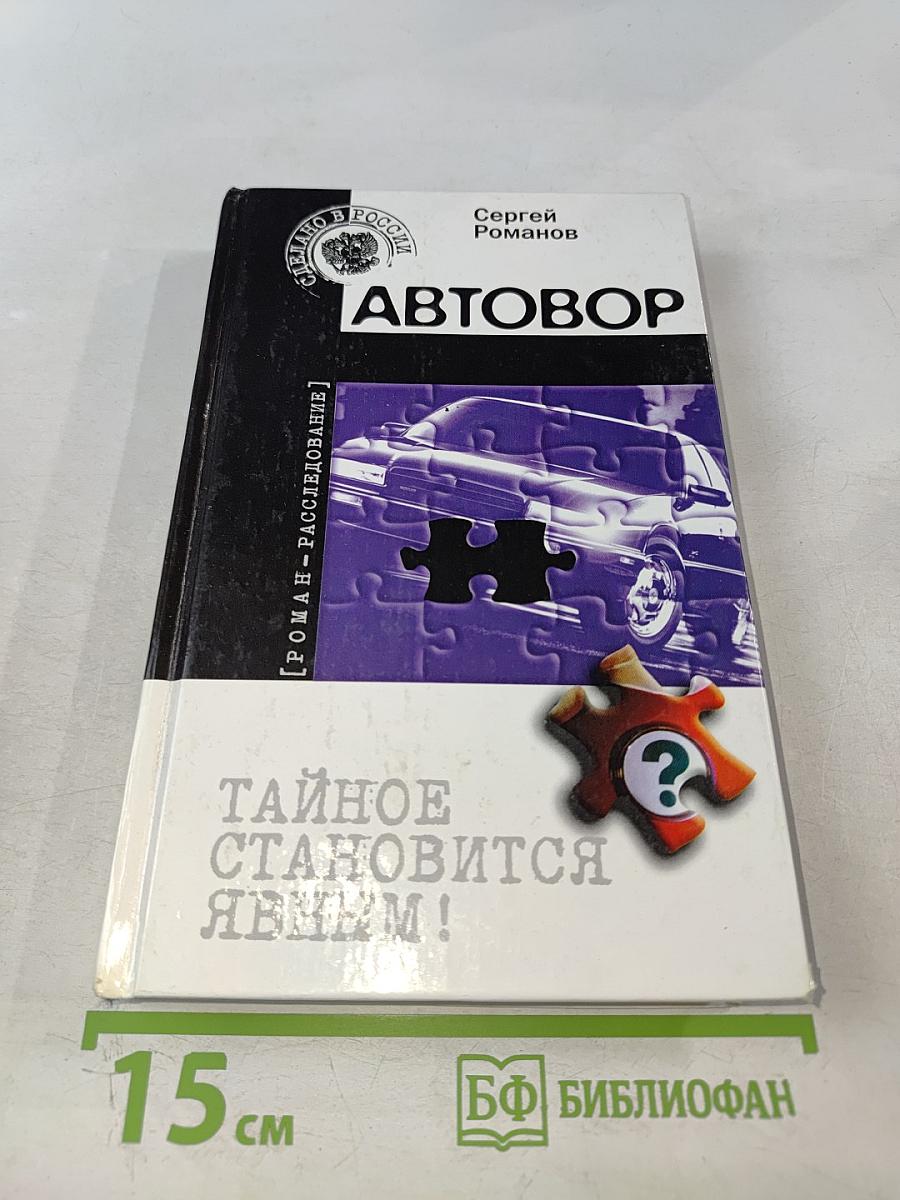 СДЕЛАНО В РОССИИ
Сергей
Романов
АВТОВОР
[РОМАН-РАССЛЕДОВАНИЕ]
?
ТАЙНОЕ
СТАНОВИТСЯ
ЯВНЫМ!
15 см
БФ БИБЛИОФАН